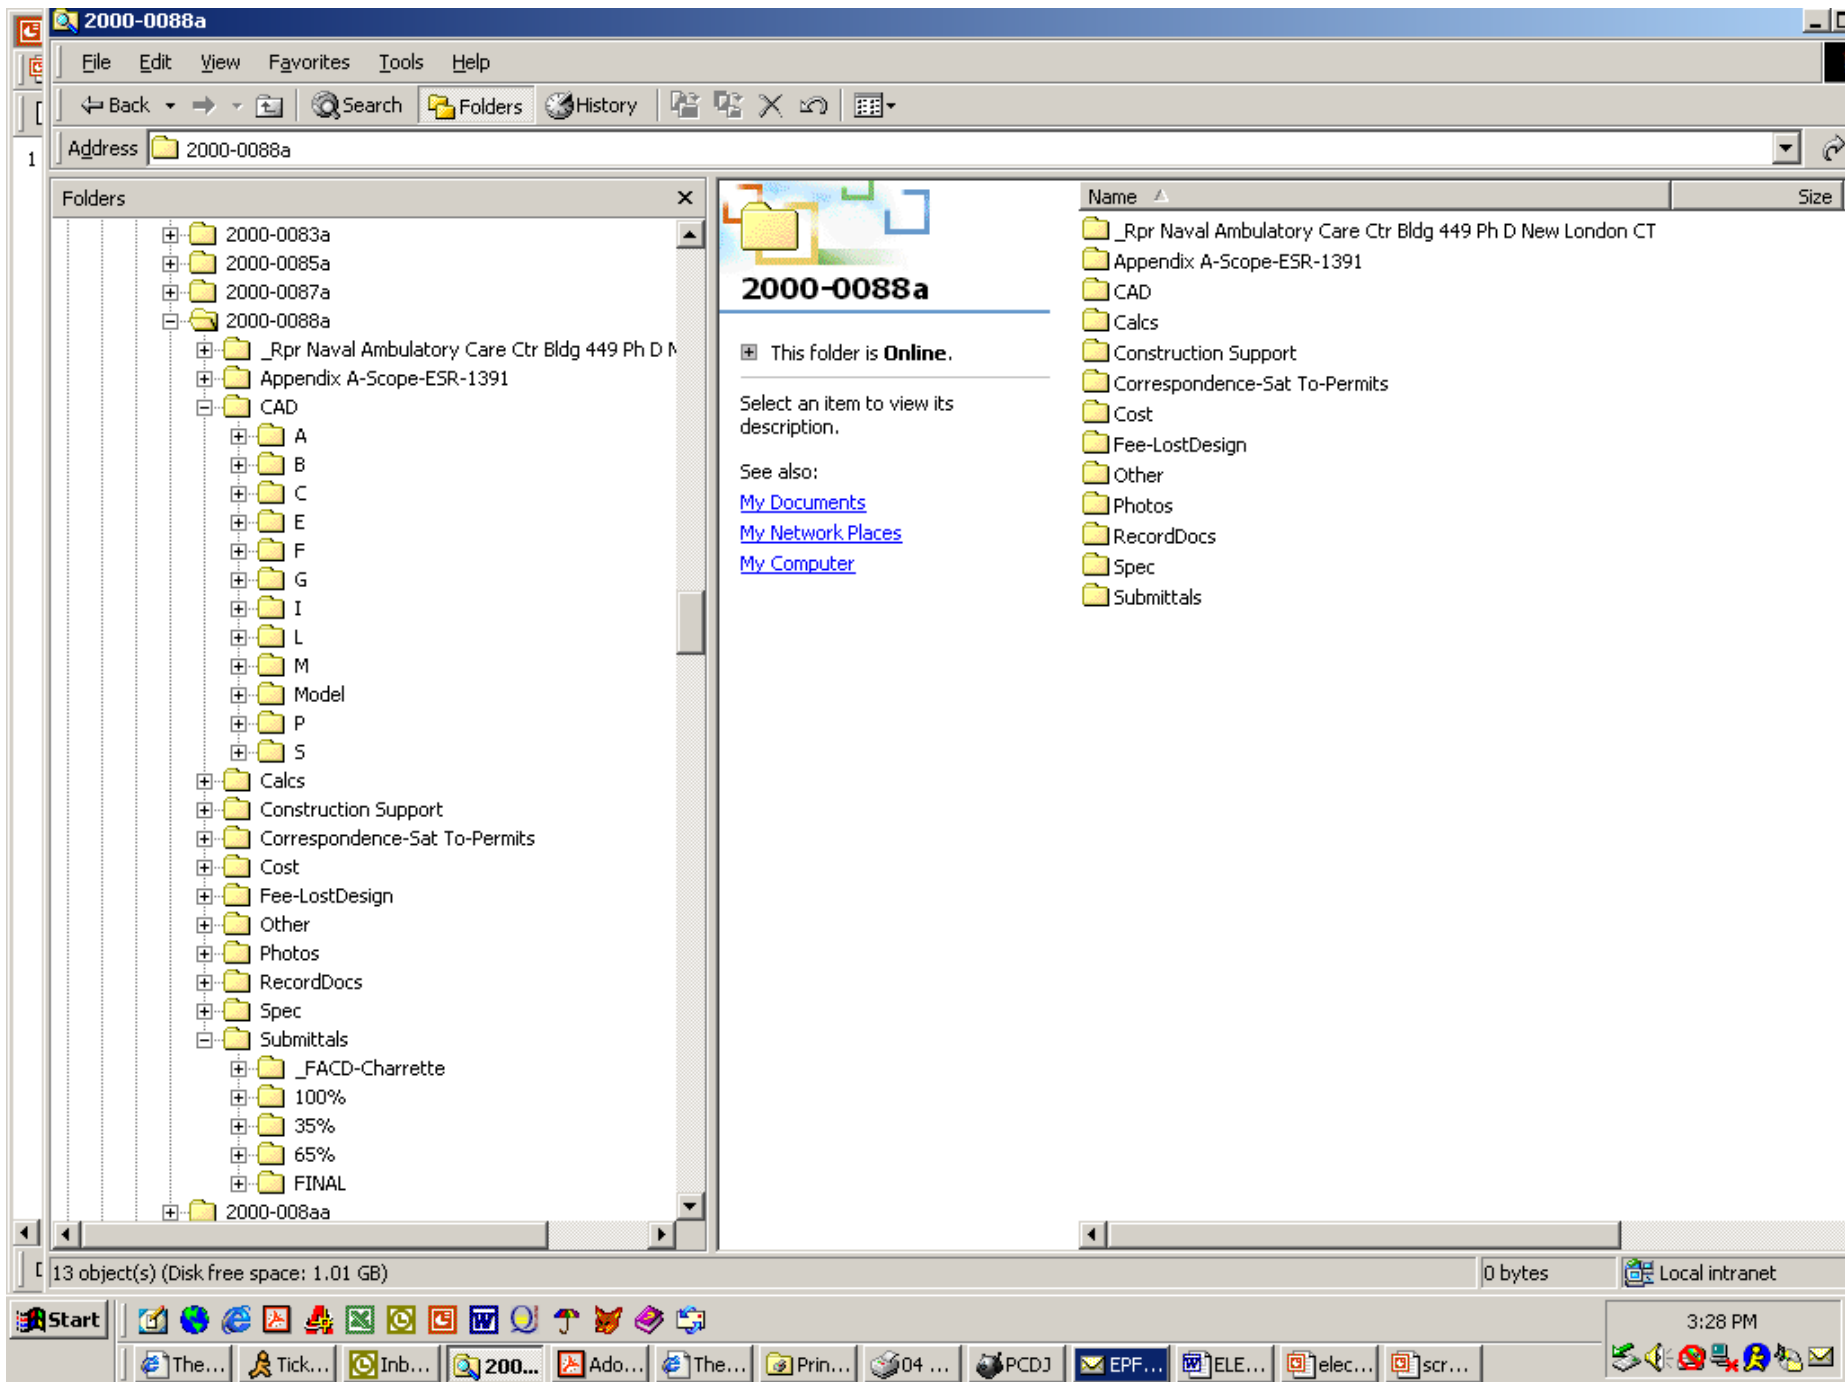 2000-0088a
File Edit View Favorites Tools Help
Back Search Folders History
Address 2000-0088a
1
Folders
2000-0083a
2000-0085a
2000-0087a
2000-0088a
_Rpr Naval Ambulatory Care Ctr Bldg 449 Ph D
Appendix A-Scope-ESR-1391
CAD
A
B
C
E
F
G
I
L
M
Model
P
S
Calcs
Construction Support
Correspondence-Sat To-Permits
Cost
Fee-LostDesign
Other
Photos
RecordDocs
Spec
Submittals
_FACD-Charrette
100%
35%
65%
FINAL
2000-008aa
2000-0088a
This folder is Online.
Select an item to view its
description.
See also:
My Documents
My Network Places
My Computer
Name Size
_Rpr Naval Ambulatory Care Ctr Bldg 449 Ph D New London CT
Appendix A-Scope-ESR-1391
CAD
Calcs
Construction Support
Correspondence-Sat To-Permits
Cost
Fee-LostDesign
Other
Photos
RecordDocs
Spec
Submittals
13 object(s) (Disk free space: 1.01 GB) 0 bytes Local intranet
Start 3:28 PM
The... Tick... Inb... 200... Ado... The... Prin... 04 ... PCDJ EPF... ELE... elec... scr...